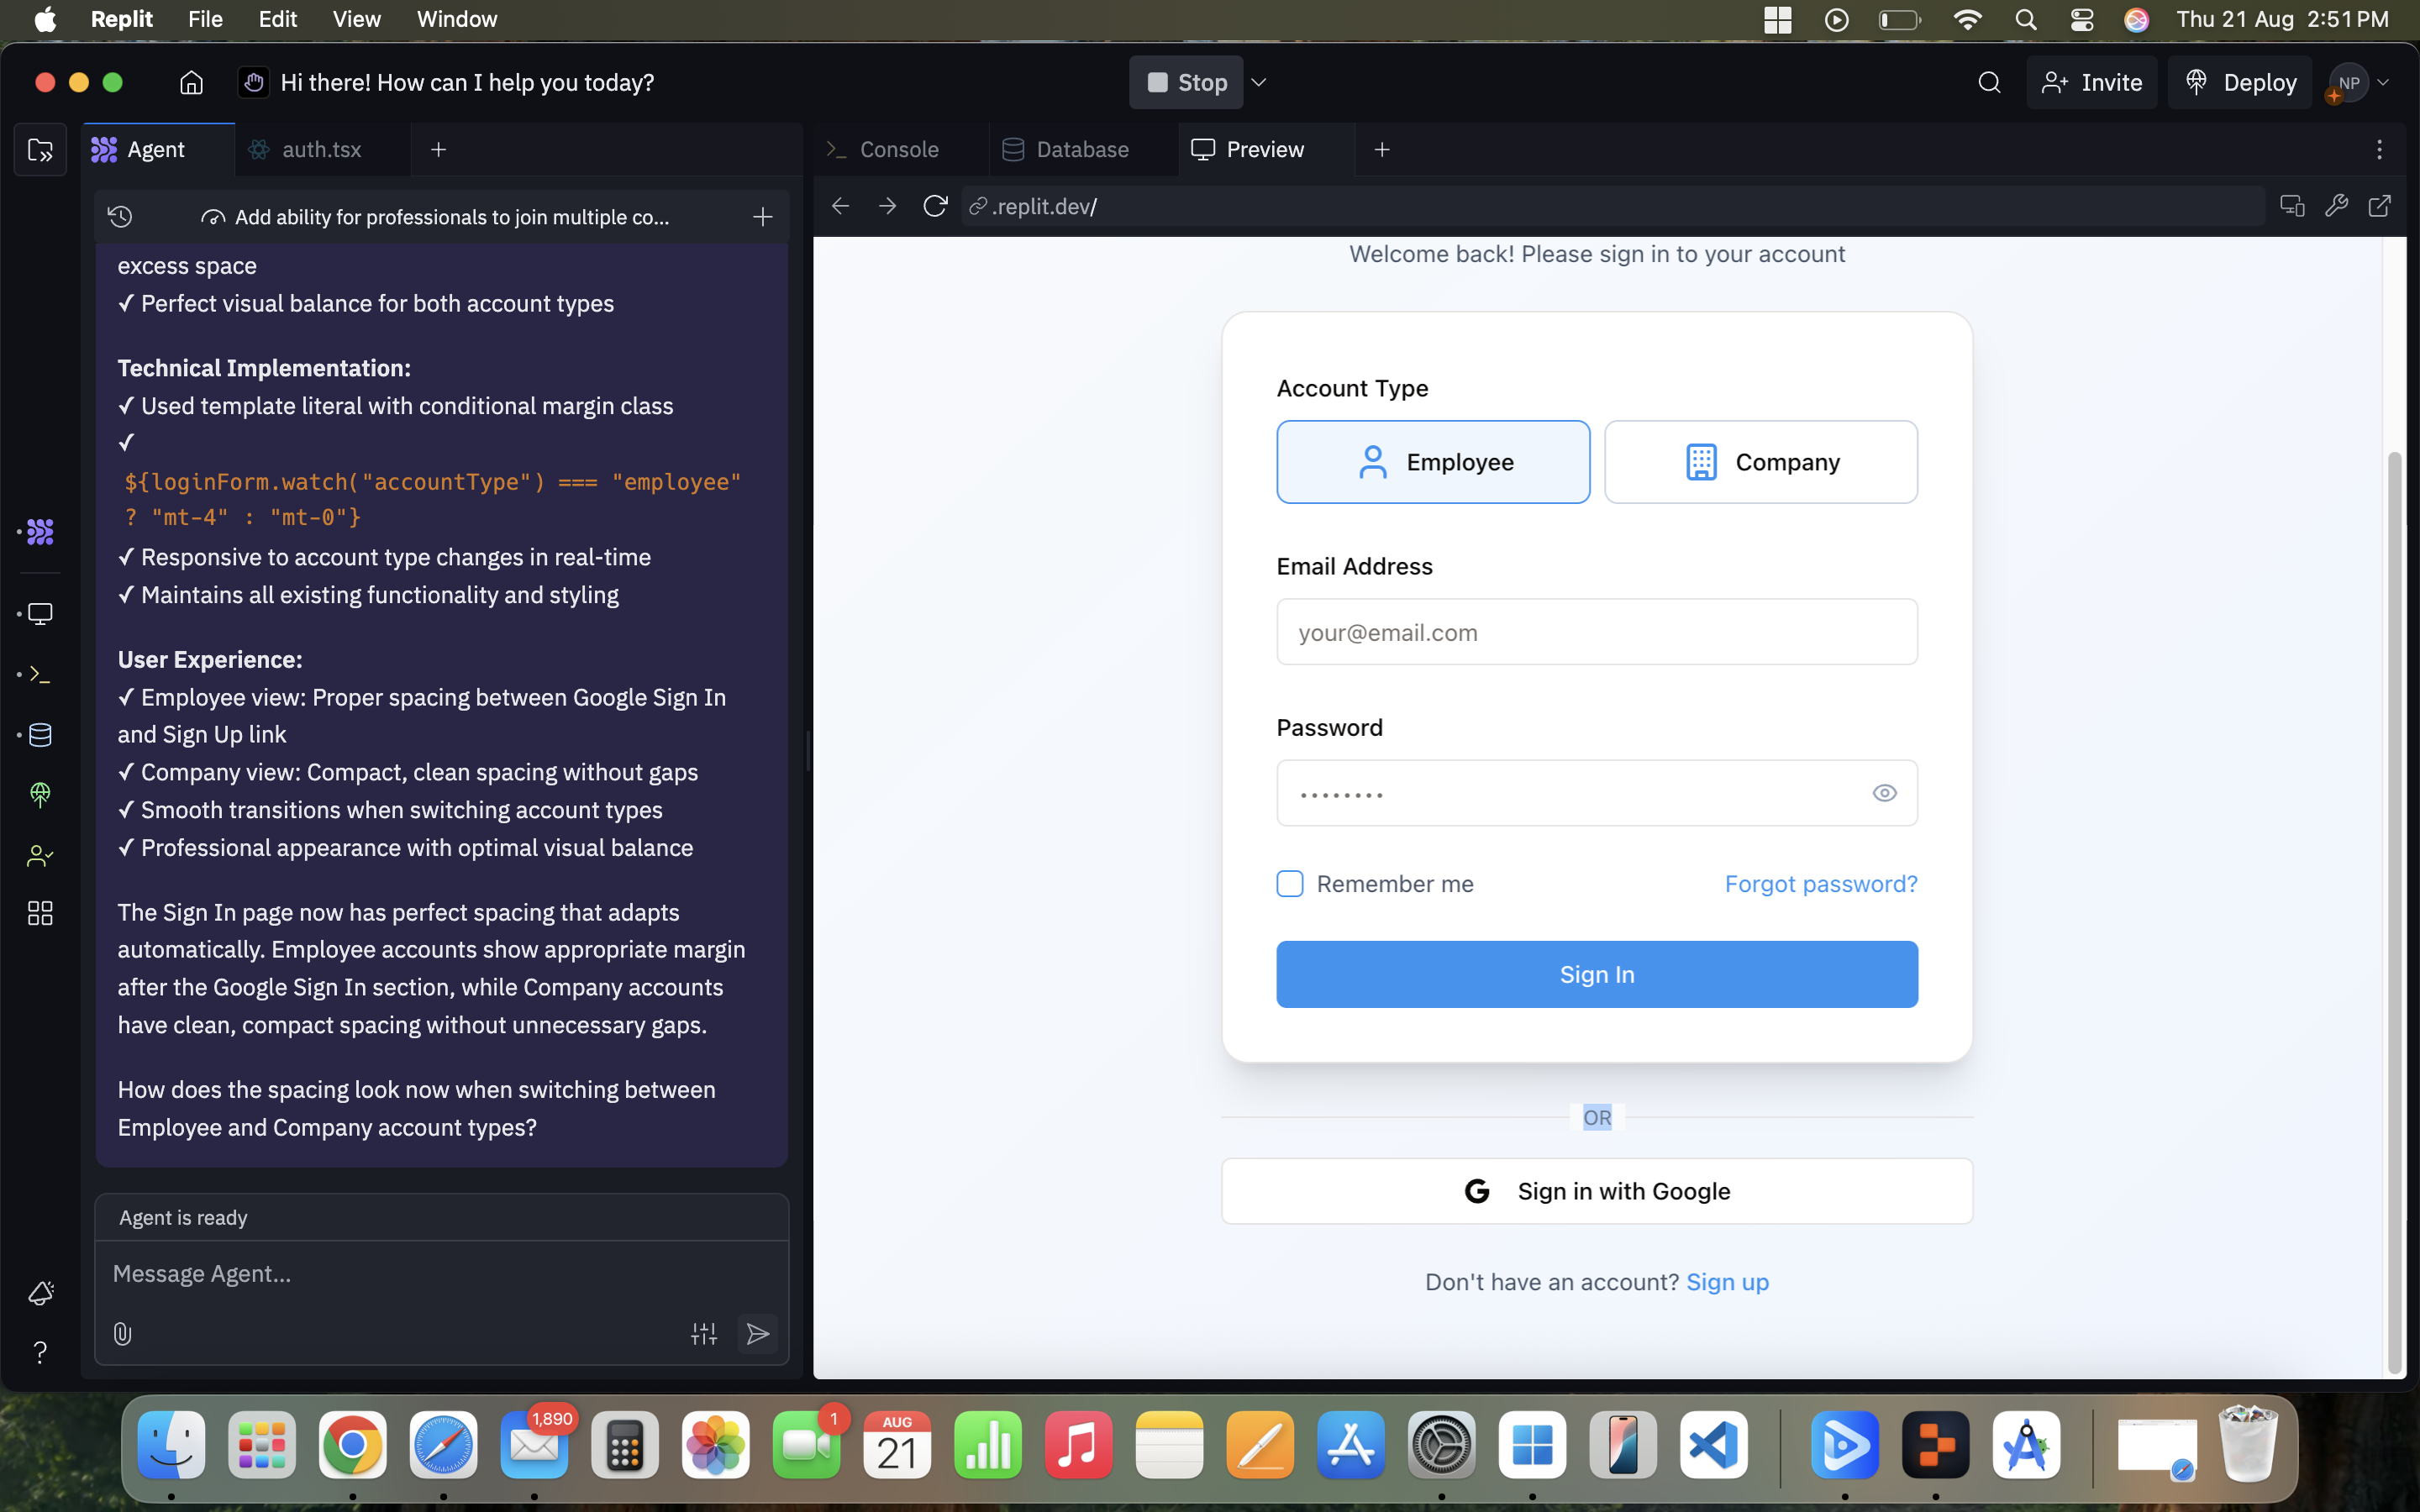 Replit File Edit View Window Thu 21 Aug 2:51 PM
Hi there! How can I help you today?
Stop
Invite
Deploy
NP
Agent
auth.tsx
Console
Database
Preview
Add ability for professionals to join multiple co...
.replit.dev/
excess space
✓ Perfect visual balance for both account types
Technical Implementation:
✓ Used template literal with conditional margin class
✓
${loginForm.watch("accountType") === "employee"
? "mt-4" : "mt-0"}
✓ Responsive to account type changes in real-time
✓ Maintains all existing functionality and styling
User Experience:
✓ Employee view: Proper spacing between Google Sign In
and Sign Up link
✓ Company view: Compact, clean spacing without gaps
✓ Smooth transitions when switching account types
✓ Professional appearance with optimal visual balance
The Sign In page now has perfect spacing that adapts
automatically. Employee accounts show appropriate margin
after the Google Sign In section, while Company accounts
have clean, compact spacing without unnecessary gaps.
How does the spacing look now when switching between
Employee and Company account types?
Agent is ready
Message Agent...
Welcome back! Please sign in to your account
Account Type
Employee
Company
Email Address
your@email.com
Password
Remember me
Forgot password?
Sign In
OR
Sign in with Google
Don't have an account? Sign up
1,890
1
AUG
21